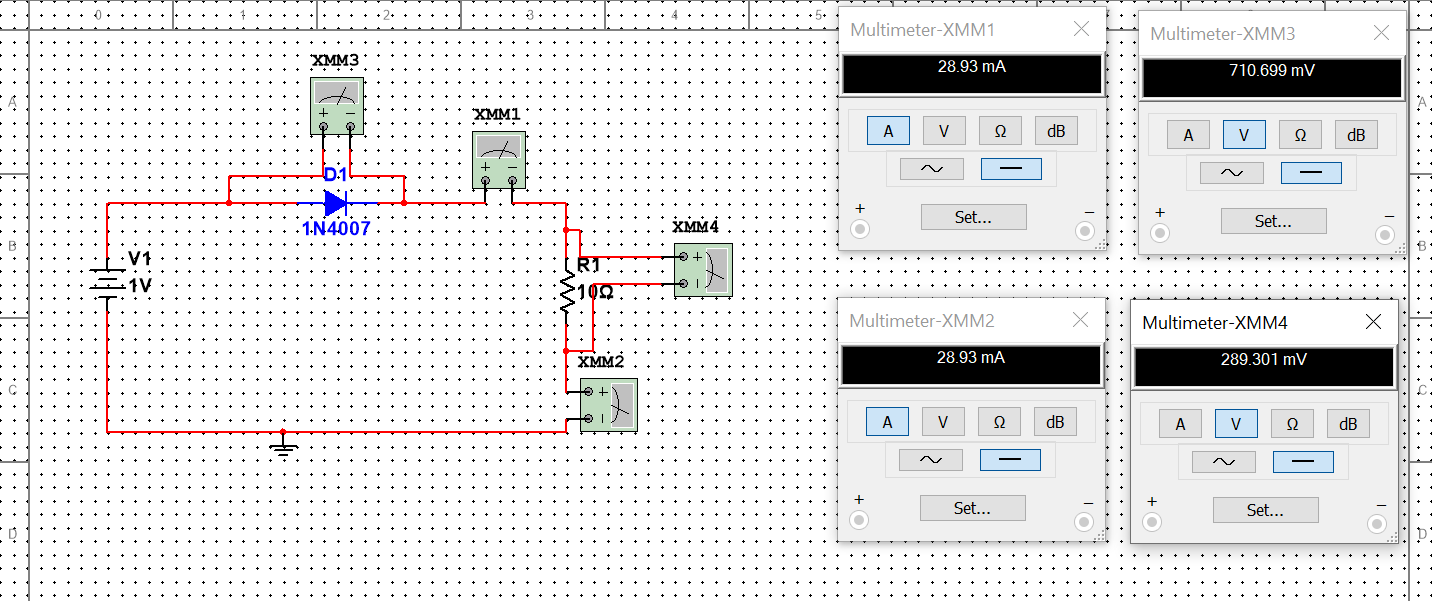 0 1 2 3 4 5
A
B
C
D
XMM3
+ −
XMM1
+ −
D1
1N4007
XMM4
+
−
V1
1V
R1
10Ω
XMM2
+
−
Multimeter-XMM1
28.93 mA
A V Ω dB
+ −
Set...
Multimeter-XMM3
710.699 mV
A V Ω dB
+ −
Set...
Multimeter-XMM2
28.93 mA
A V Ω dB
+ −
Set...
Multimeter-XMM4
289.301 mV
A V Ω dB
+ −
Set...
A
B
C
D